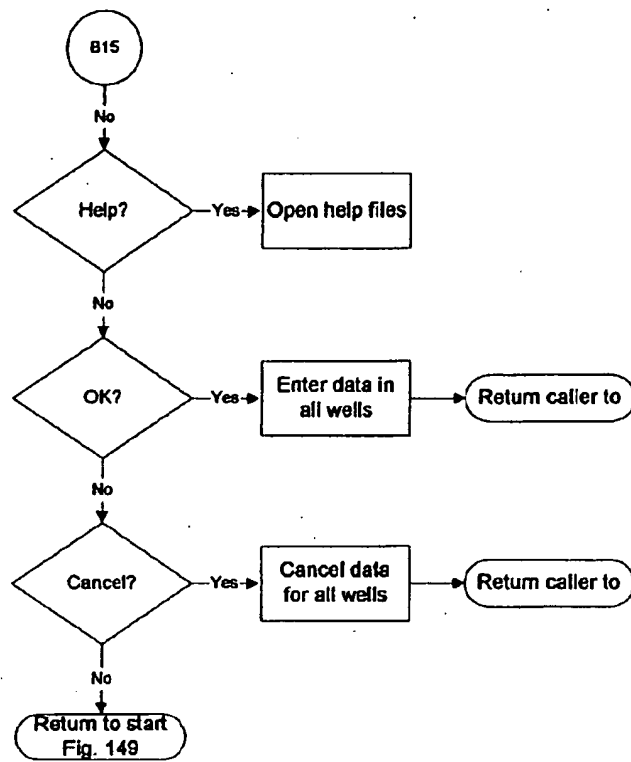 B15
No
Help?
Yes
Open help files
No
OK?
Yes
Enter data in
all wells
Return caller to
No
Cancel?
Yes
Cancel data
for all wells
Return caller to
No
Return to start
Fig. 149